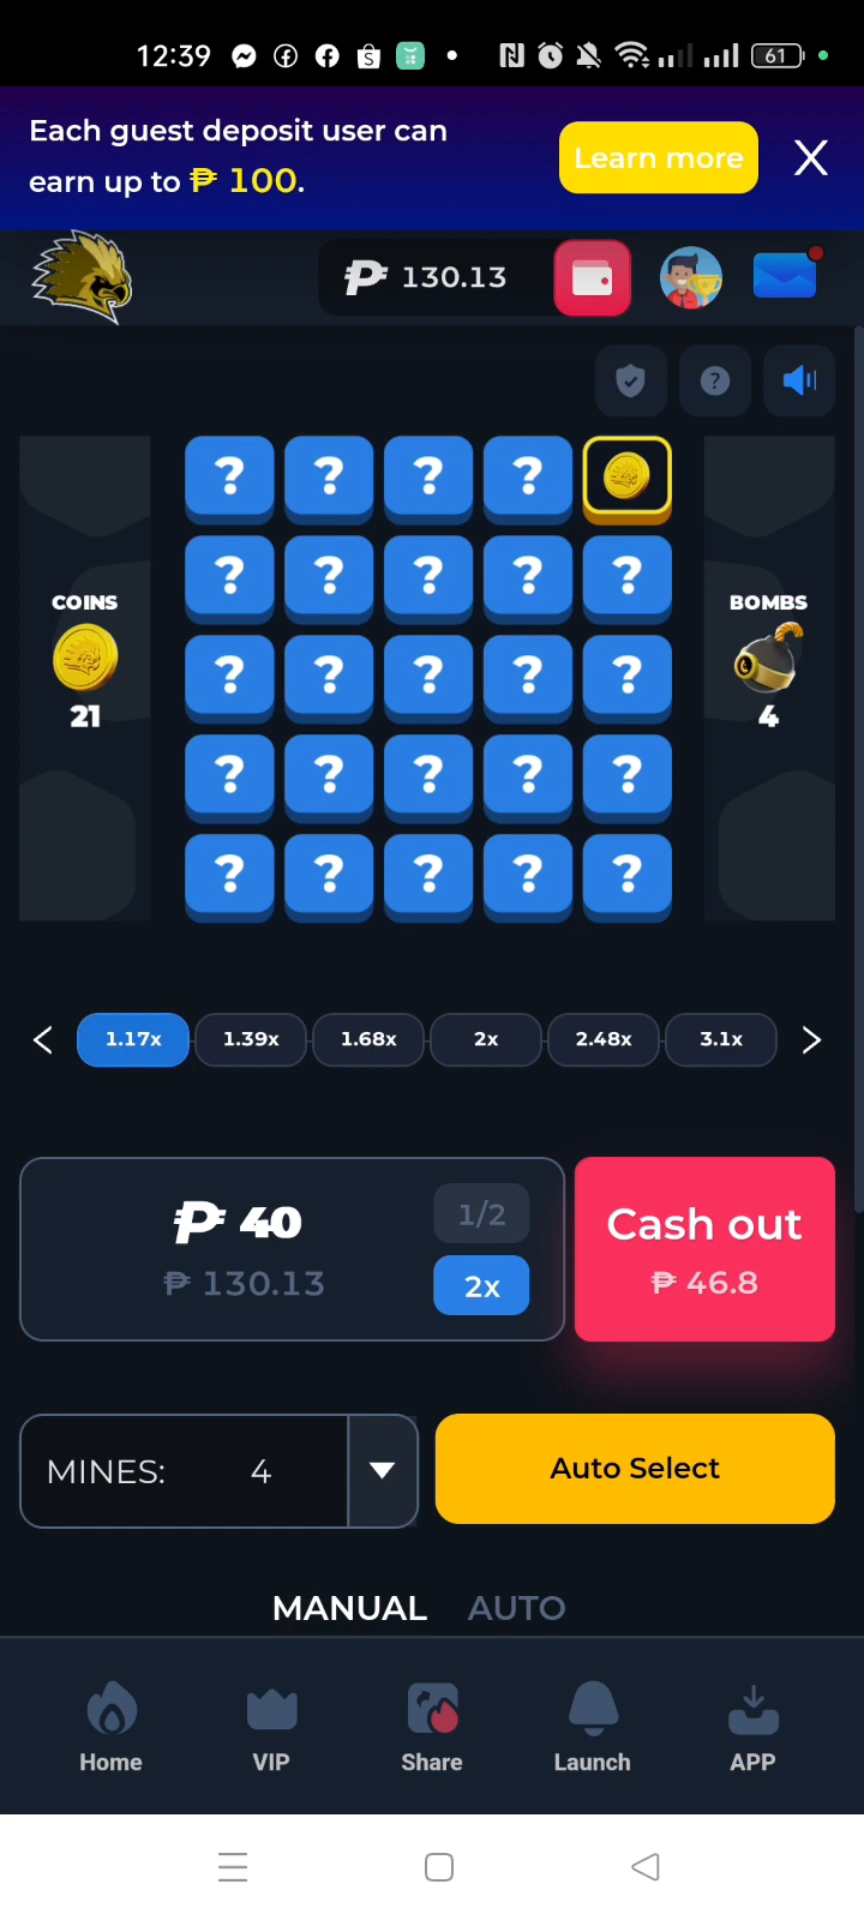 12:39
61
Each guest deposit user can
earn up to ₱ 100.
Learn more
₱ 130.13
?
? ? ? ?
? ? ? ? ?
COINS
BOMBS
? ? ? ? ?
21
4
? ? ? ? ?
? ? ? ? ?
1.17x 1.39x 1.68x 2x 2.48x 3.1x
₱ 40
1/2
Cash out
₱ 130.13
2x
₱ 46.8
MINES: 4
Auto Select
MANUAL AUTO
Home VIP Share Launch APP